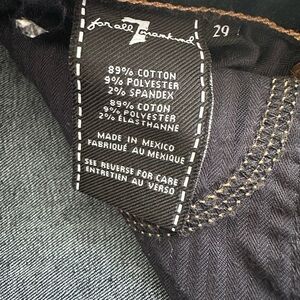 7
for all mankind
29
89% COTTON
9% POLYESTER
2% SPANDEX
89% COTON
9% POLYESTER
2% ÉLASTHANNE
MADE IN MEXICO
FABRIQUÉ AU MEXIQUE
SEE REVERSE FOR CARE
ENTRETIEN AU VERSO